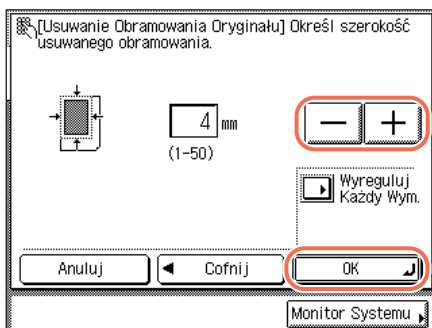 [Usuwanie Obramowania Oryginału] Określ szerokość
usuwanego obramowania.
4 mm
(1-50)
− +
Wyreguluj
Każdy Wym.
Anuluj
◀ Cofnij
OK
Monitor Systemu